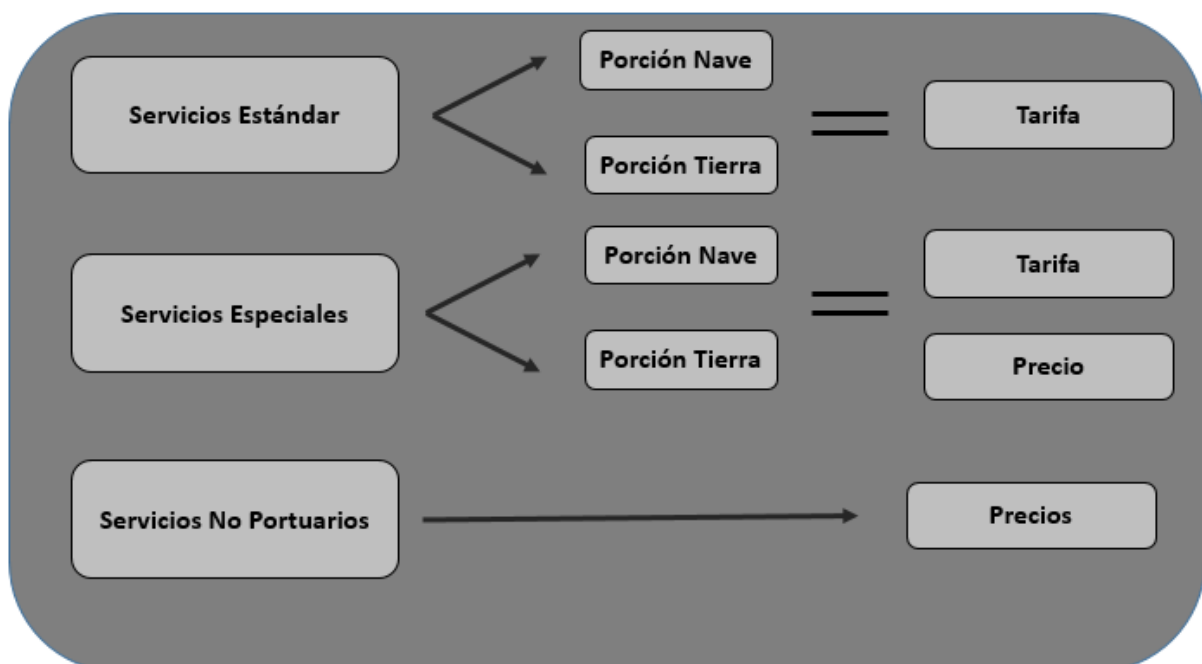 Servicios Estándar
Porción Nave
Porción Tierra
Tarifa
Servicios Especiales
Porción Nave
Porción Tierra
Tarifa
Precio
Servicios No Portuarios
Precios